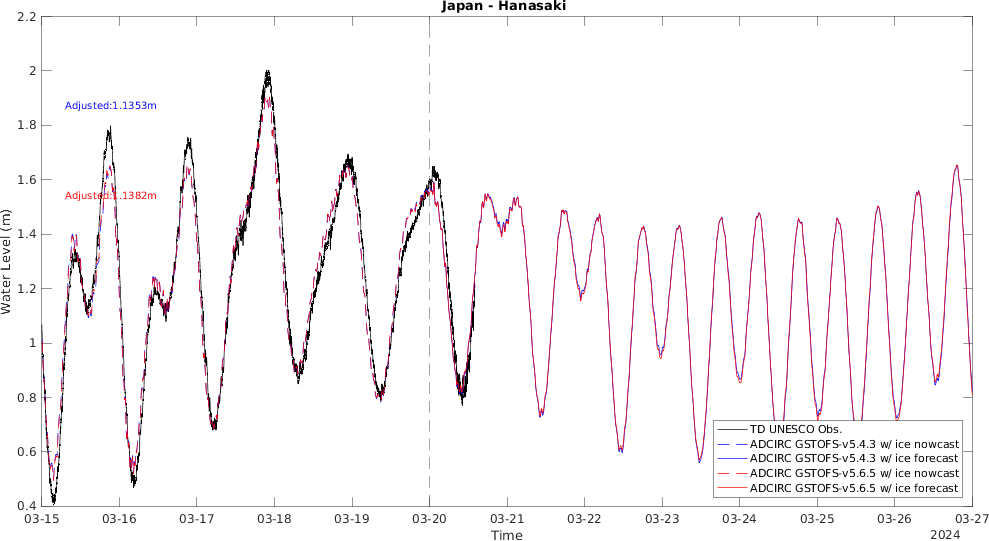 Japan - Hanasaki
2.2
2
1.8
1.6
1.4
1.2
1
0.8
0.6
0.4
Water Level (m)
Adjusted:1.1353m
Adjusted:1.1382m
TD UNESCO Obs.
ADCIRC GSTOFS-v5.4.3 w/ ice nowcast
ADCIRC GSTOFS-v5.4.3 w/ ice forecast
ADCIRC GSTOFS-v5.6.5 w/ ice nowcast
ADCIRC GSTOFS-v5.6.5 w/ ice forecast
03-15 03-16 03-17 03-18 03-19 03-20 03-21 03-22 03-23 03-24 03-25 03-26 03-27
Time
2024